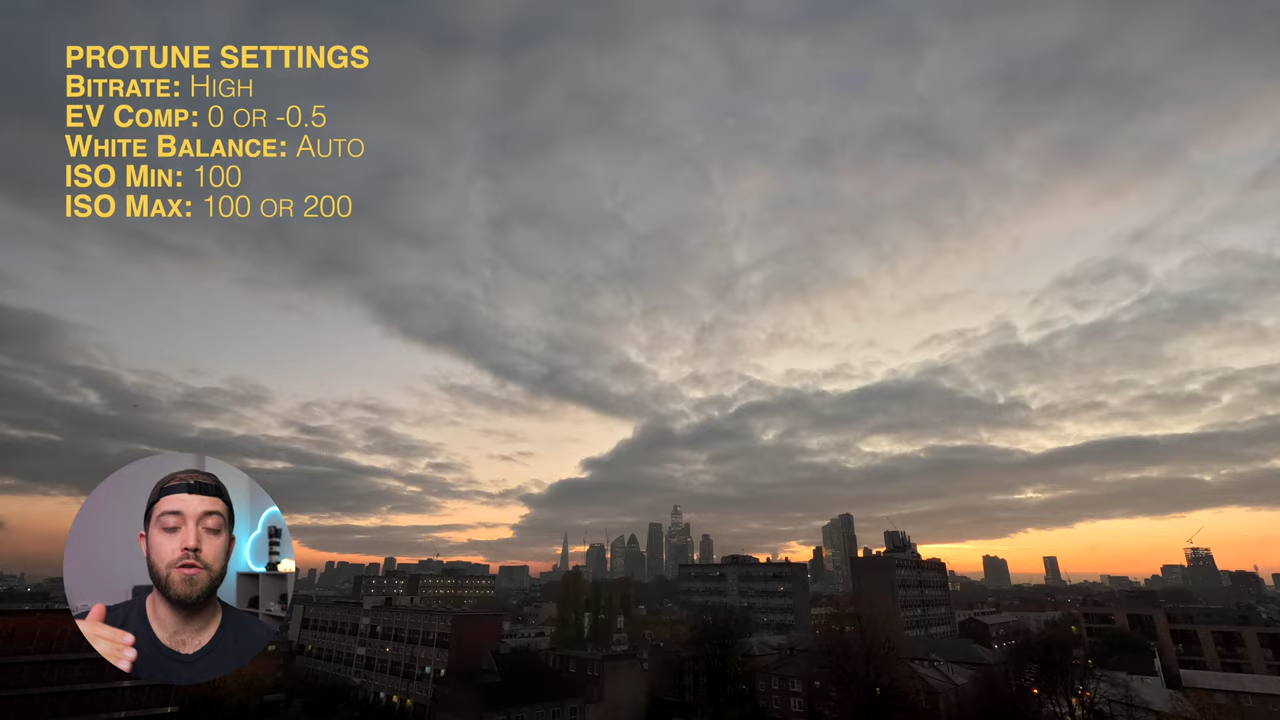 PROTUNE SETTINGS
BITRATE: HIGH
EV COMP: 0 OR -0.5
WHITE BALANCE: AUTO
ISO MIN: 100
ISO MAX: 100 OR 200